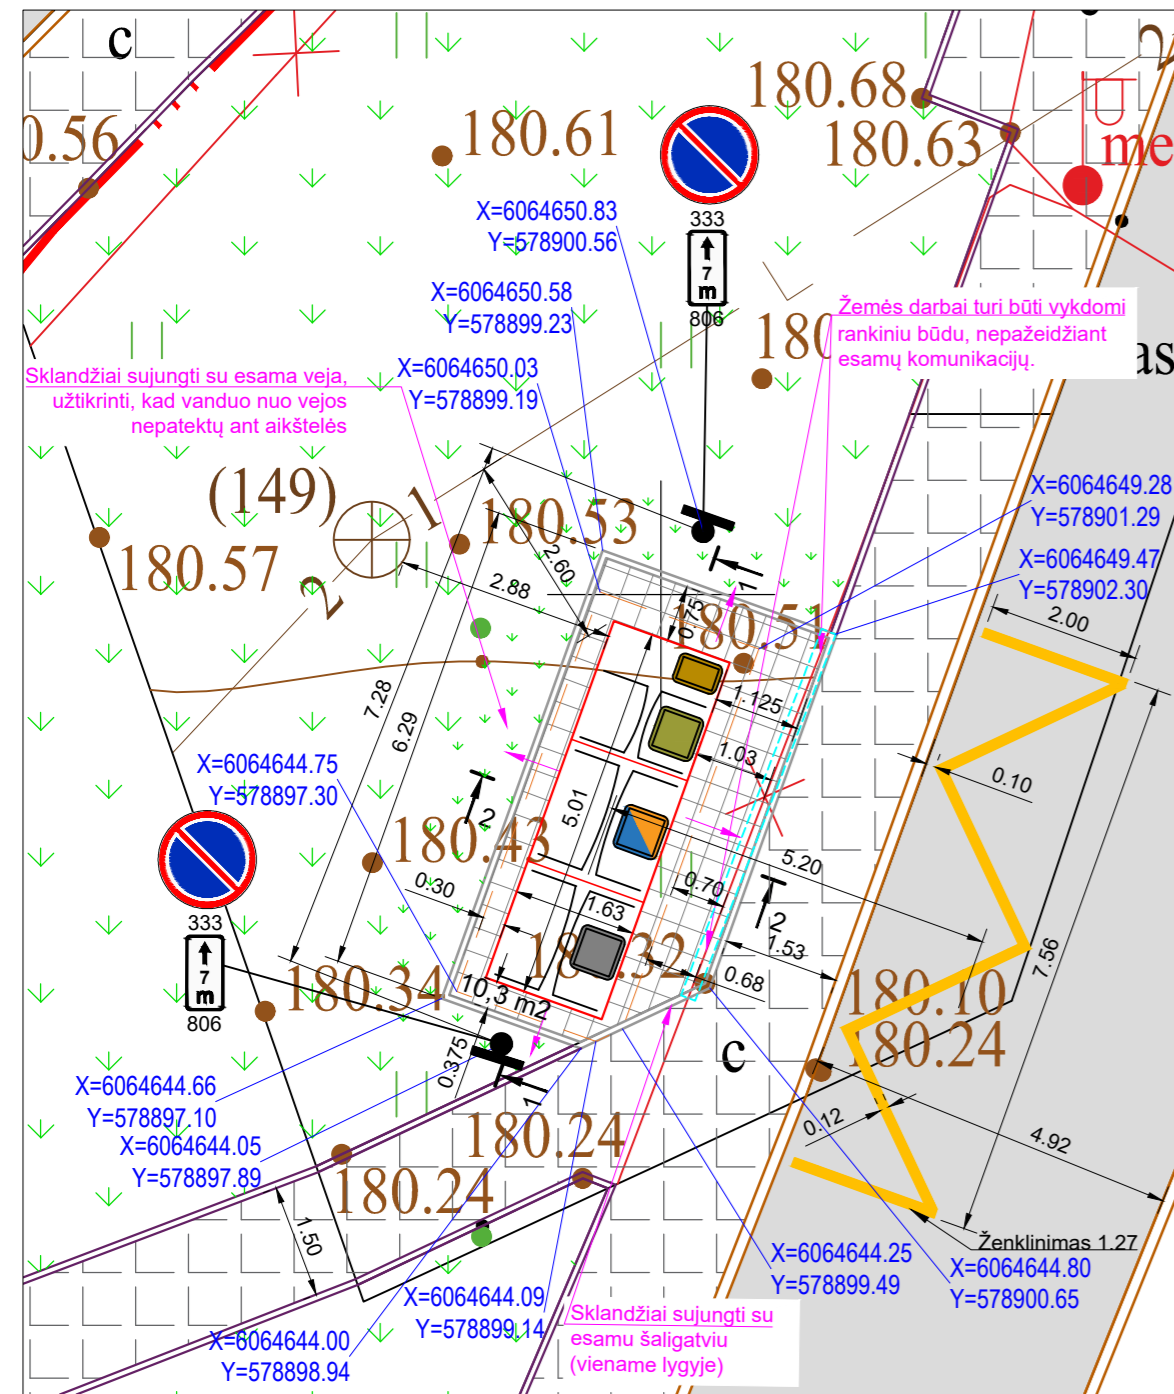 c
0.56
180.61
180.68
180.63
me
2
333
7
m
806
X=6064650.83
Y=578900.56
X=6064650.58
Y=578899.23
X=6064650.03
Y=578899.19
Žemės darbai turi būti vykdomi
rankiniu būdu, nepažeidžiant
esamų komunikacijų.
180
as
Sklandžiai sujungti su esama veja,
užtikrinti, kad vanduo nuo vejos
nepatektų ant aikštelės
(149)
1
2
180.57
180.53
2.60
2.88
X=6064649.28
Y=578901.29
X=6064649.47
Y=578902.30
2.00
1
0.75
180.51
1.125
1.03
0.10
7.28
6.29
X=6064644.75
Y=578897.30
2
5.01
180.43
0.30
5.20
0.70
1.63
2
1.53
0.68
7.56
333
7
m
806
180.34
10,3 m2
0.375
1
c
180.10
180.24
0.12
4.92
X=6064644.66
Y=578897.10
X=6064644.05
Y=578897.89
180.24
180.24
1.50
Ženklinimas 1.27
X=6064644.25
Y=578899.49
X=6064644.80
Y=578900.65
X=6064644.09
Y=578899.14
X=6064644.00
Y=578898.94
Sklandžiai sujungti su
esamu šaligatviu
(viename lygyje)